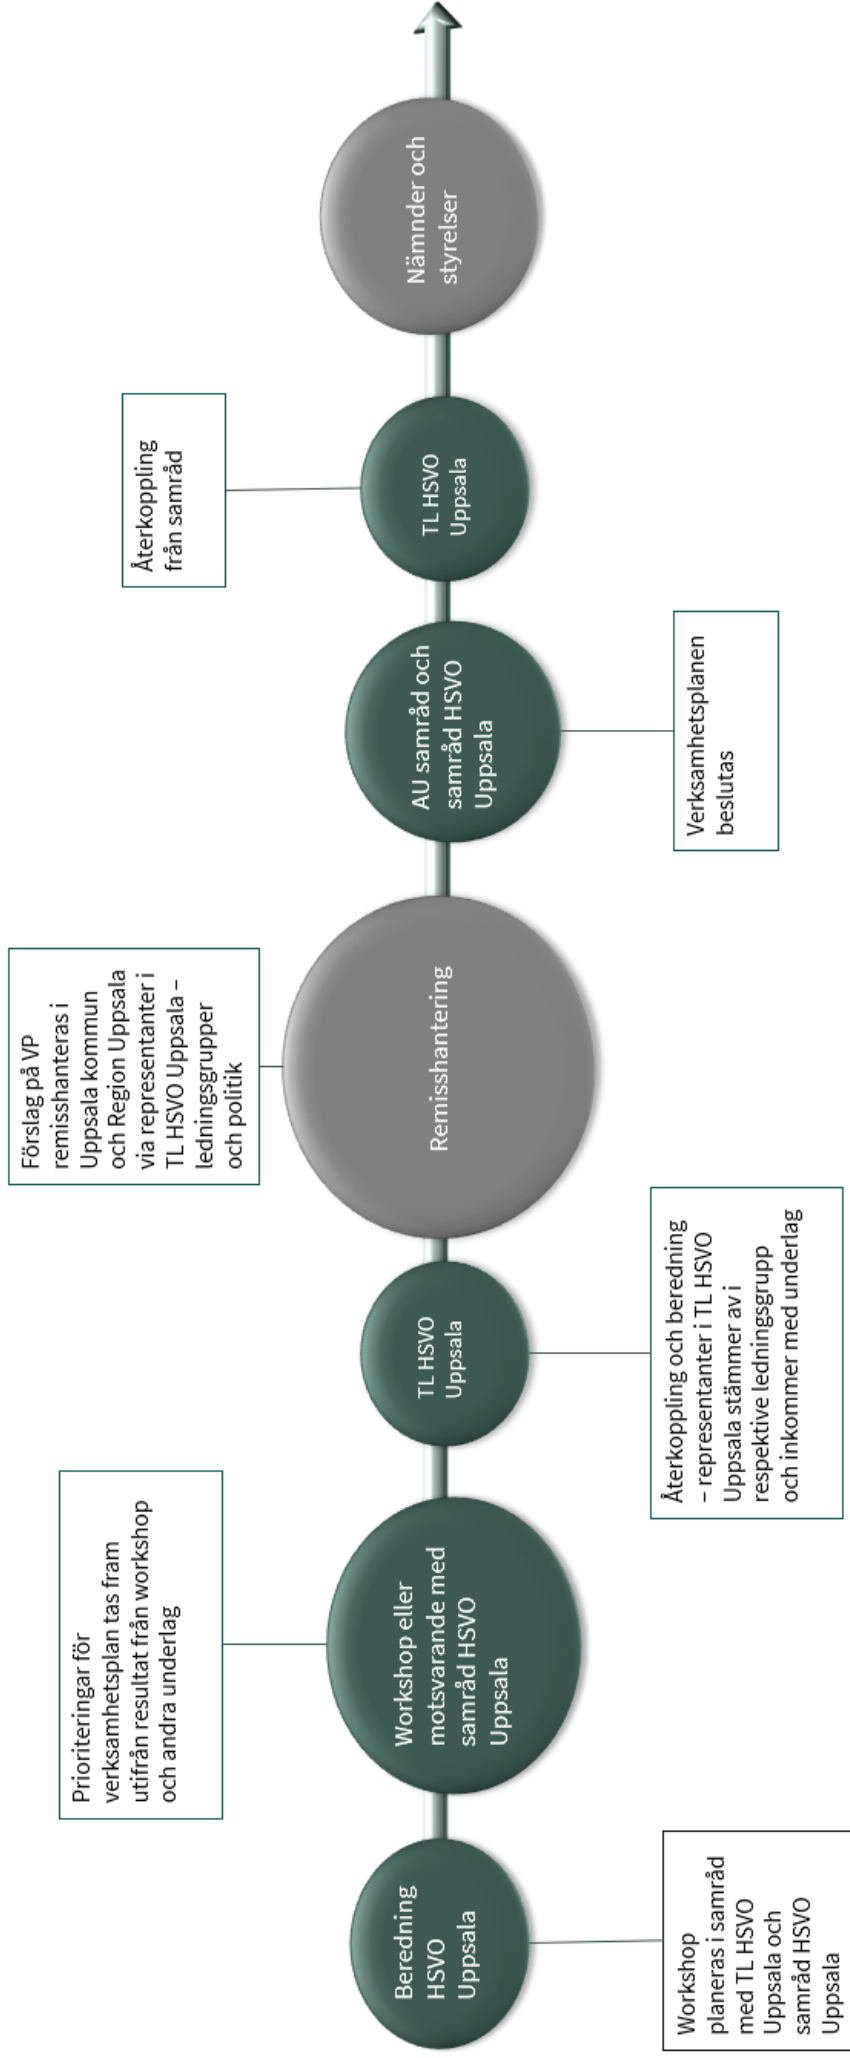 Beredning
HSVO
Uppsala
Workshop
planeras i samråd
med TL HSVO
Uppsala och
samråd HSVO
Uppsala
Prioriteringar för
verksamhetsplan tas fram
utifrån resultat från workshop
och andra underlag
Workshop eller
motsvarande med
samråd HSVO
Uppsala
TL HSVO
Uppsala
Återkoppling och beredning
– representanter i TL HSVO
Uppsala stämmer av i
respektive ledningsgrupp
och inkommer med underlag
Förslag på VP
remisshanteras i
Uppsala kommun
och Region Uppsala
via representanter i
TL HSVO Uppsala –
ledningsgrupper
och politik
Remisshantering
AU samråd och
samråd HSVO
Uppsala
Verksamhetsplanen
beslutas
Återkoppling
från samråd
TL HSVO
Uppsala
Nämnder och
styrelser